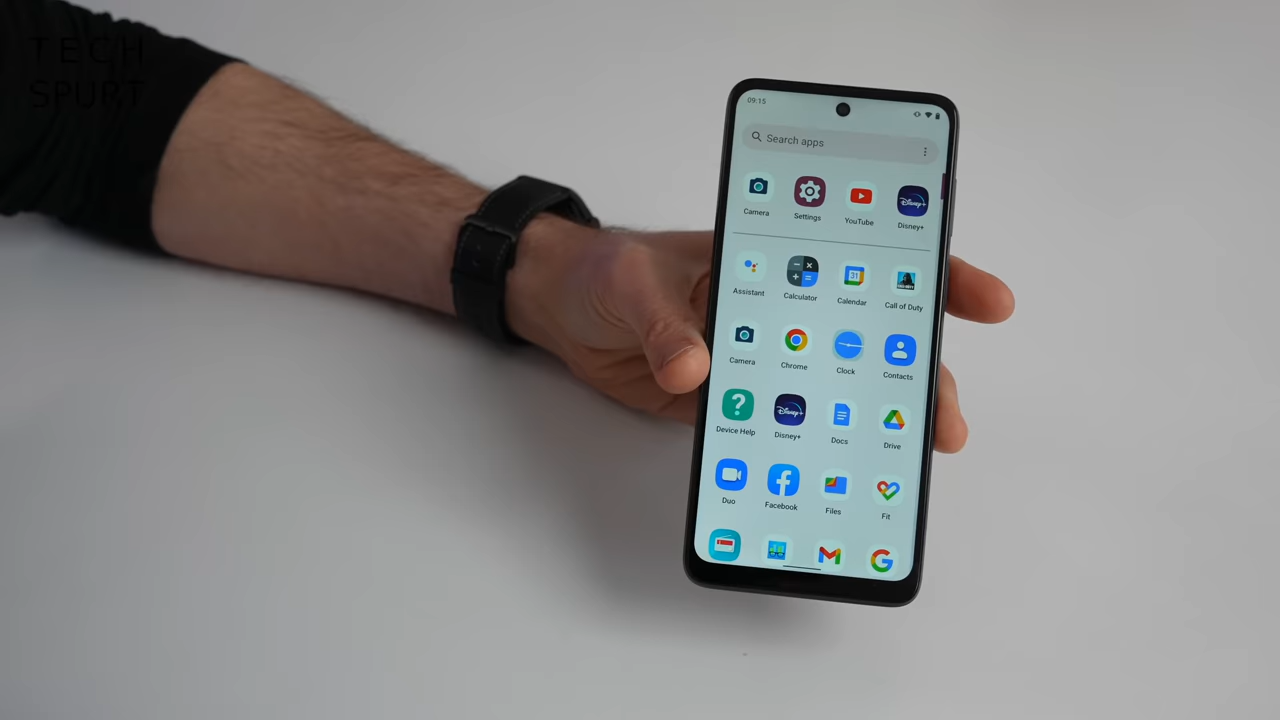 TECH
SPURT
09:15
Search apps
Camera
Settings
YouTube
Disney+
Assistant
Calculator
31
Calendar
Call of Duty
Camera
Chrome
Clock
Contacts
Device Help
Disney+
Docs
Drive
Duo
Facebook
Files
Fit